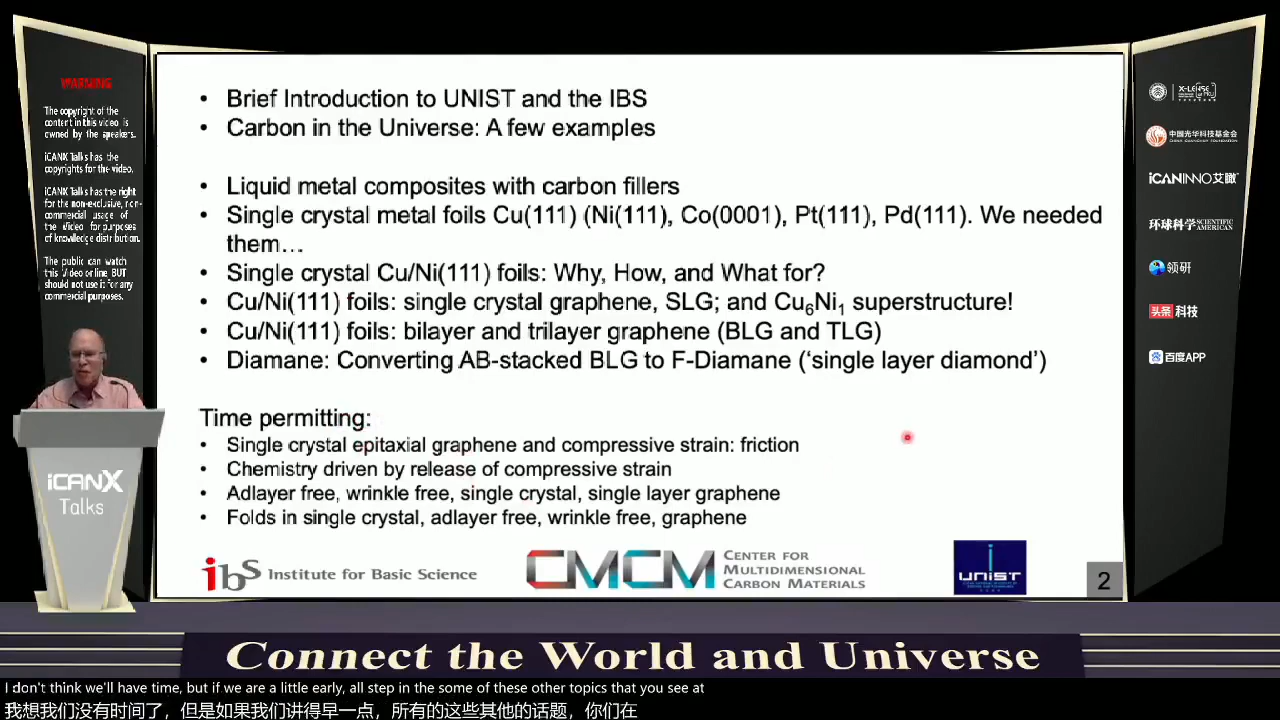 WARNING
The copyright of the
content in this video is
owned by the speakers.
iCANX Talks has the
copyrights for the video.
iCANX Talks has the right
for the non-exclusive, non-
commercial usage of
the Video for purposes
of knowledge distribution.
The public can watch
this Video online, BUT
should not use it for any
commercial purposes.
• Brief Introduction to UNIST and the IBS
• Carbon in the Universe: A few examples
• Liquid metal composites with carbon fillers
• Single crystal metal foils Cu(111) (Ni(111), Co(0001), Pt(111), Pd(111). We needed
them…
• Single crystal Cu/Ni(111) foils: Why, How, and What for?
• Cu/Ni(111) foils: single crystal graphene, SLG; and Cu₆Ni₁ superstructure!
• Cu/Ni(111) foils: bilayer and trilayer graphene (BLG and TLG)
• Diamane: Converting AB-stacked BLG to F-Diamane (‘single layer diamond’)
Time permitting:
• Single crystal epitaxial graphene and compressive strain: friction
• Chemistry driven by release of compressive strain
• Adlayer free, wrinkle free, single crystal, single layer graphene
• Folds in single crystal, adlayer free, wrinkle free, graphene
ibs Institute for Basic Science
CMCM CENTER FOR
MULTIDIMENSIONAL
CARBON MATERIALS
UNIST
2
中国光华科技基金会
iCANINNO艾瞰
环球科学 SCIENTIFIC
AMERICAN
领研
头条 科技
百度APP
iCANX
Talks
Connect the World and Universe
I don't think we'll have time, but if we are a little early, all step in the some of these other topics that you see at
我想我们没有时间了，但是如果我们讲得早一点，所有的这些其他的话题，你们在